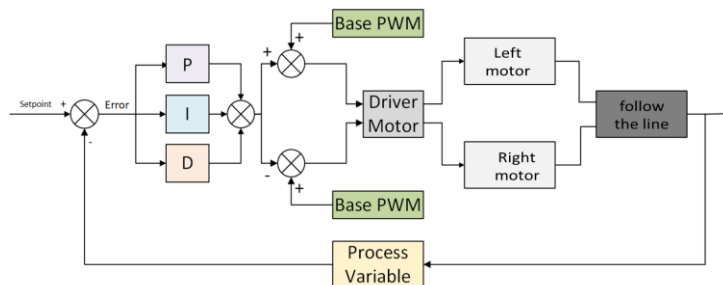 Base PWM
+
+
Left
motor
P
Setpoint
+
Error
I
Driver
Motor
follow
the line
-
D
-
+
Right
motor
Base PWM
Process
Variable